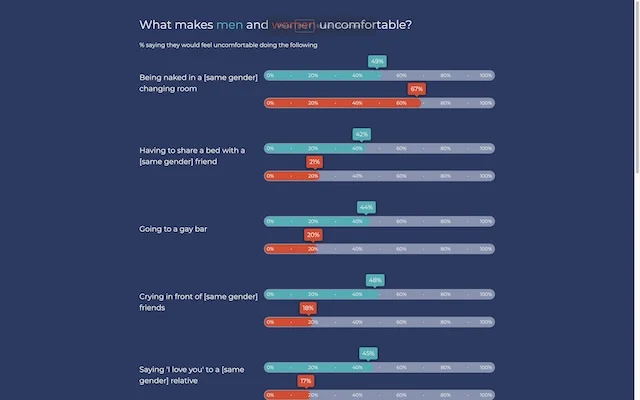 What makes men and women uncomfortable?
% saying they would feel uncomfortable doing the following
49%
Being naked in a [same gender]
changing room
0% 20% 40% 60% 80% 100%
67%
0% 20% 40% 60% 80% 100%
42%
Having to share a bed with a
[same gender] friend
0% 20% 40% 60% 80% 100%
21%
0% 20% 40% 60% 80% 100%
44%
Going to a gay bar
0% 20% 40% 60% 80% 100%
20%
0% 20% 40% 60% 80% 100%
48%
Crying in front of [same gender]
friends
0% 20% 40% 60% 80% 100%
18%
0% 20% 40% 60% 80% 100%
45%
Saying 'I love you' to a [same
gender] relative
0% 20% 40% 60% 80% 100%
17%
0% 20% 40% 60% 80% 100%